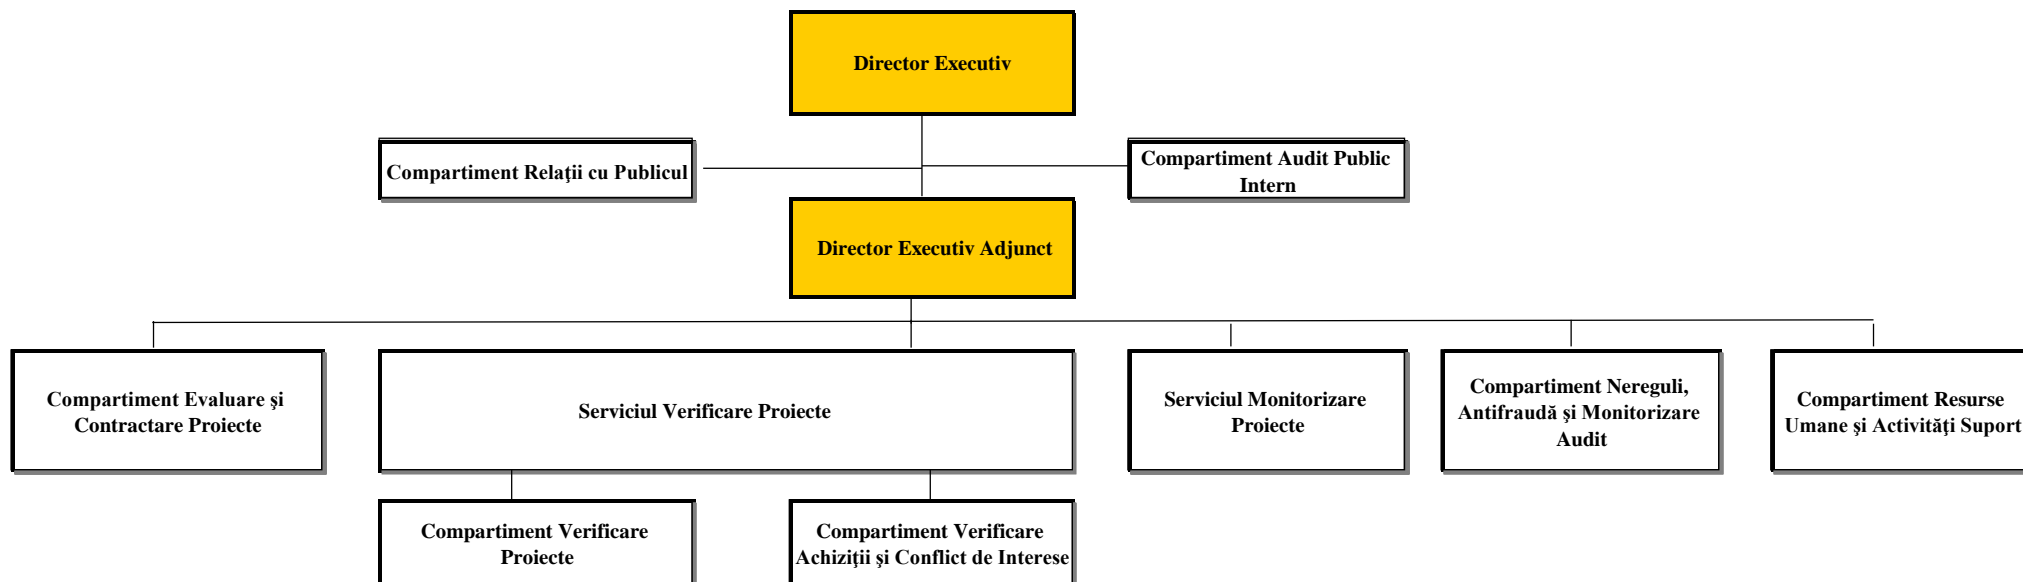 Director Executiv
Compartiment Relaţii cu Publicul
Compartiment Audit Public
Intern
Director Executiv Adjunct
Compartiment Evaluare şi
Contractare Proiecte
Serviciul Verificare Proiecte
Serviciul Monitorizare
Proiecte
Compartiment Nereguli,
Antifraudă şi Monitorizare
Audit
Compartiment Resurse
Umane şi Activităţi Suport
Compartiment Verificare
Proiecte
Compartiment Verificare
Achiziţii şi Conflict de Interese